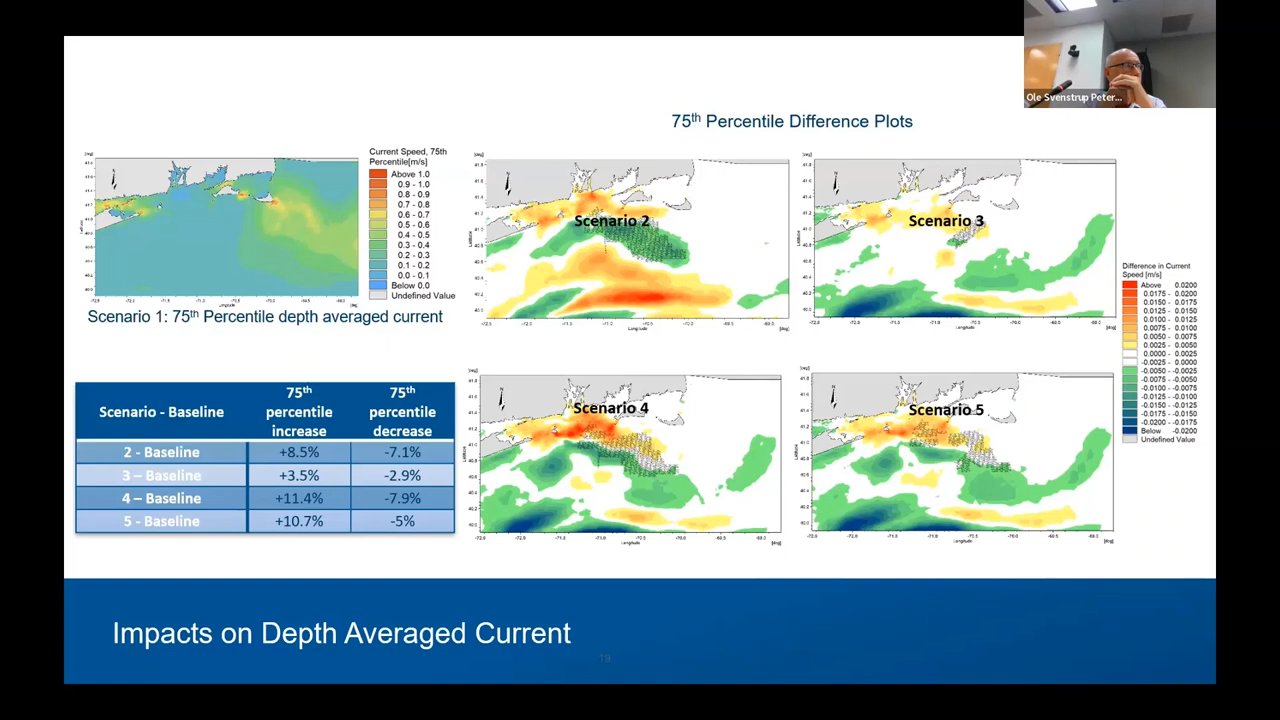 Ole Svenstrup Peter...
75th Percentile Difference Plots
Current Speed, 75th
Percentile[m/s]
Above 1.0
0.9 - 1.0
0.8 - 0.9
0.7 - 0.8
0.6 - 0.7
0.5 - 0.6
0.4 - 0.5
0.3 - 0.4
0.2 - 0.3
0.1 - 0.2
0.0 - 0.1
Below 0.0
Undefined Value
Scenario 1: 75th Percentile depth averaged current
Scenario 2
Scenario 3
Scenario 4
Scenario 5
Difference in Current
Speed [m/s]
Above 0.0200
0.0175 - 0.0200
0.0150 - 0.0175
0.0125 - 0.0150
0.0100 - 0.0125
0.0075 - 0.0100
0.0050 - 0.0075
0.0025 - 0.0050
0.0000 - 0.0025
-0.0025 - 0.0000
-0.0050 - -0.0025
-0.0075 - -0.0050
-0.0100 - -0.0075
-0.0125 - -0.0100
-0.0150 - -0.0125
-0.0175 - -0.0150
-0.0200 - -0.0175
Below -0.0200
Undefined Value
Scenario - Baseline 75th percentile increase 75th percentile decrease
2 - Baseline +8.5% -7.1%
3 – Baseline +3.5% -2.9%
4 – Baseline +11.4% -7.9%
5 - Baseline +10.7% -5%
Impacts on Depth Averaged Current
19